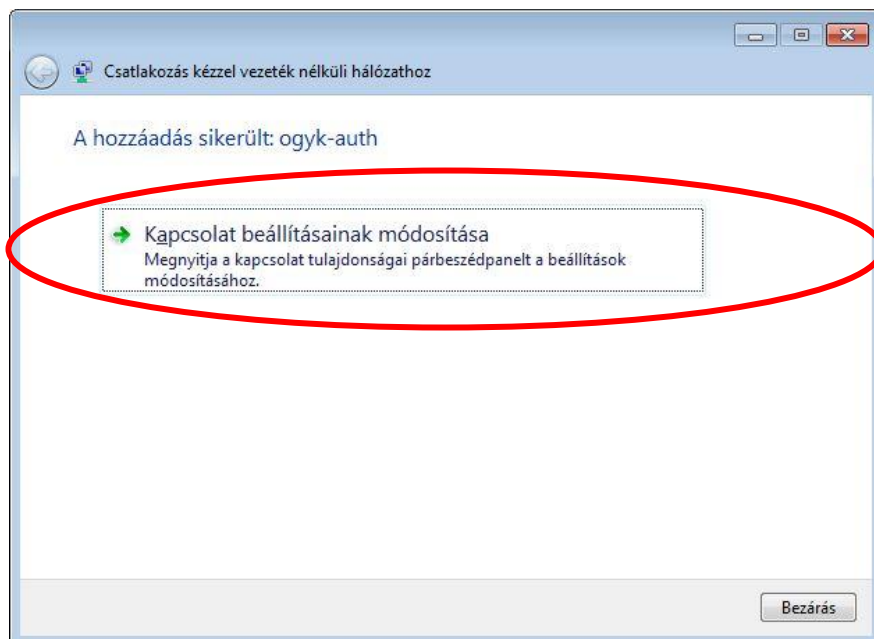 Csatlakozás kézzel vezeték nélküli hálózathoz
A hozzáadás sikerült: ogyk-auth
Kapcsolat beállításainak módosítása
Megnyitja a kapcsolat tulajdonságai párbeszédpanelt a beállítások
módosításához.
Bezárás